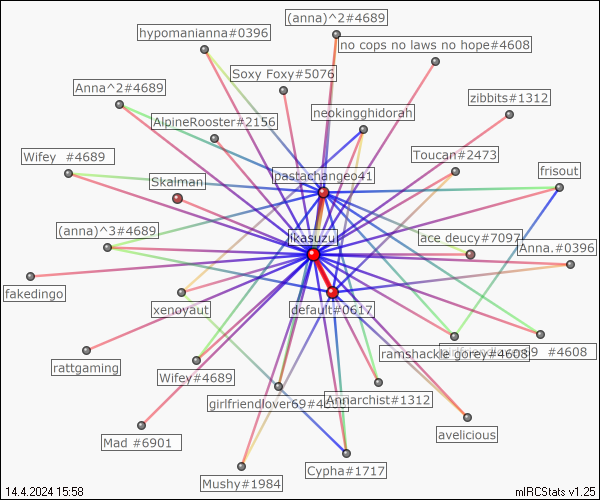 (anna)^2#4689
hypomanianna#0396
no cops no laws no hope#4608
Soxy Foxy#5076
Anna^2#4689
zibbits#1312
neokingghidorah
AlpineRooster#2156
Wifey #4689
Toucan#2473
pastachangeo41
frisout
Skalman
(anna)^3#4689
ikasuzu
ace deucy#7097
Anna.#0396
fakedingo
xenoyaut
default#0617
rattgaming
ramshackle gorey#4608
#4608
Wifey#4689
girlfriendlover69
Annarchist#1312
avelicious
Mad #6901
Cypha#1717
Mushy#1984
14.4.2024 15:58
mIRCStats v1.25